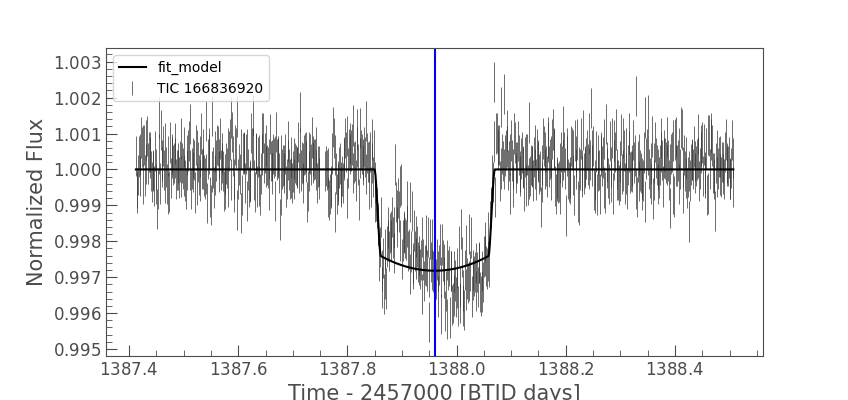 fit_model
TIC 166836920
1.003
1.002
1.001
1.000
0.999
0.998
0.997
0.996
0.995
Normalized Flux
1387.4 1387.6 1387.8 1388.0 1388.2 1388.4
Time - 2457000 [BTJD days]